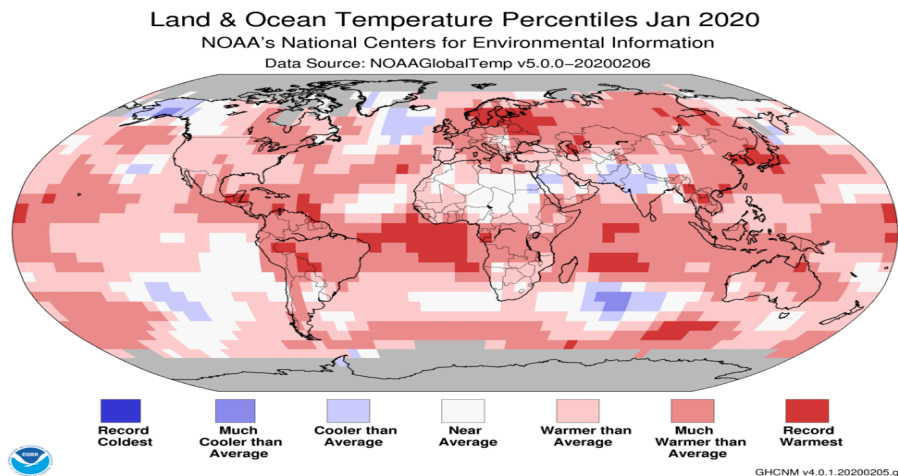 Land & Ocean Temperature Percentiles Jan 2020
NOAA's National Centers for Environmental Information
Data Source: NOAAGlobalTemp v5.0.0−20200206
Record
Coldest
Much
Cooler than
Average
Cooler than
Average
Near
Average
Warmer than
Average
Much
Warmer than
Average
Record
Warmest
NOAA
GHCNM v4.0.1.20200205.q